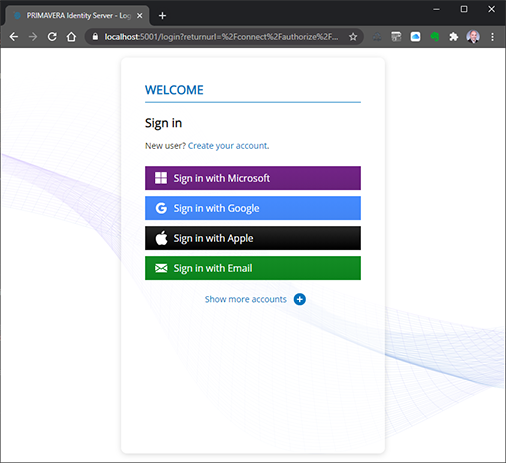 PRIMAVERA Identity Server - Log
localhost:5001/login?returnurl=%2Fconnect%2Fauthorize%2F...
WELCOME
Sign in
New user? Create your account.
Sign in with Microsoft
Sign in with Google
Sign in with Apple
Sign in with Email
Show more accounts